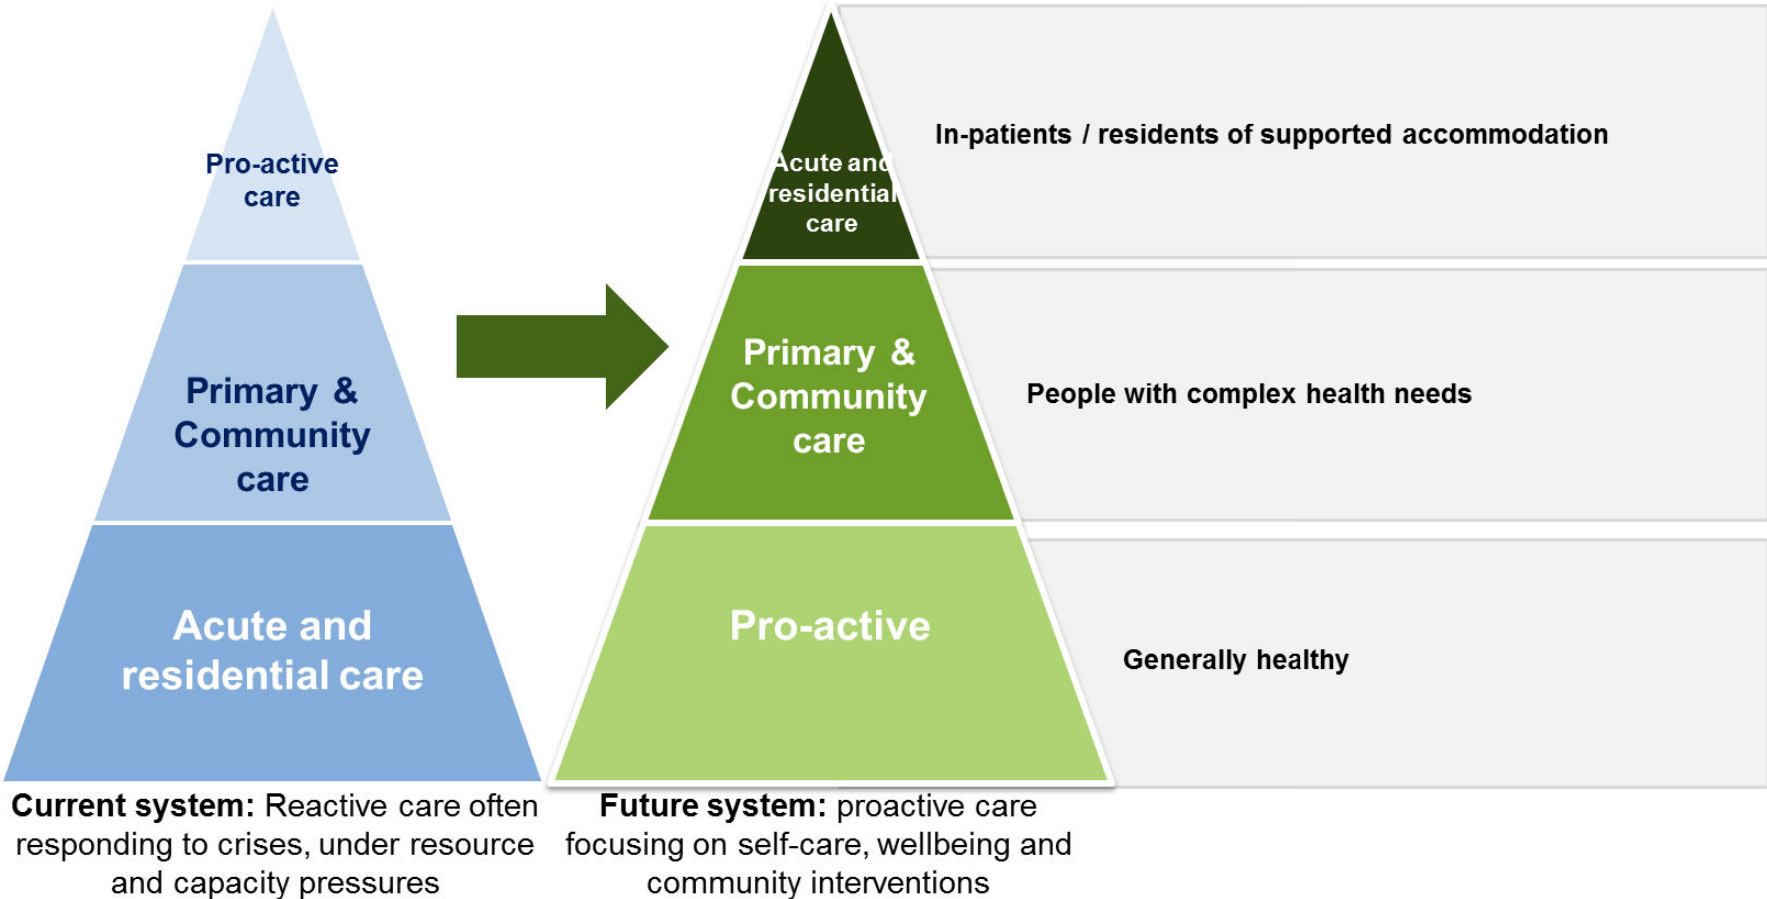 Pro-active
care
Primary &
Community
care
Acute and
residential care
Current system: Reactive care often
responding to crises, under resource
and capacity pressures
Acute and
residential
care
Primary &
Community
care
Pro-active
Future system: proactive care
focusing on self-care, wellbeing and
community interventions
In-patients / residents of supported accommodation
People with complex health needs
Generally healthy